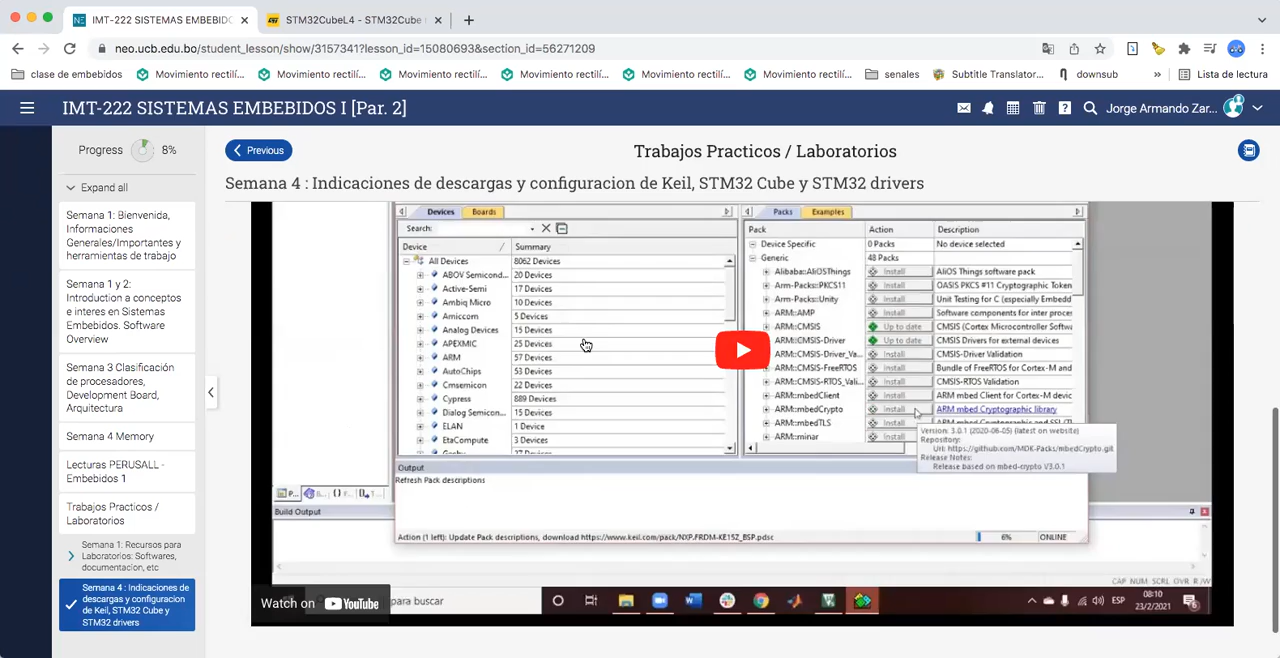 IMT-222 SISTEMAS EMBEBIDO
STM32CubeL4 - STM32Cube
neo.ucb.edu.bo/student_lesson/show/3157341?lesson_id=15080693&section_id=56271209
clase de embebidos
Movimiento rectilí...
Movimiento rectilí...
Movimiento rectilí...
Movimiento rectilí...
Movimiento rectilí...
Movimiento rectilí...
senales
Subtitle Translator...
downsub
»
Lista de lectura
IMT-222 SISTEMAS EMBEBIDOS I [Par. 2]
Jorge Armando Zar...
Progress 8%
Expand all
Semana 1: Bienvenida,
Informaciones
Generales/Importantes y
herramientas de trabajo
Semana 1 y 2:
Introduction a conceptos
e interes en Sistemas
Embebidos. Software
Overview
Semana 3 Clasificación
de procesadores,
Development Board,
Arquitectura
Semana 4 Memory
Lecturas PERUSALL -
Embebidos 1
Trabajos Practicos /
Laboratorios
Semana 1: Recursos para
Laboratorios: Softwares,
documentacion, etc
Semana 4 : Indicaciones de
descargas y configuracion
de Keil, STM32 Cube y
STM32 drivers
Previous
Trabajos Practicos / Laboratorios
Semana 4 : Indicaciones de descargas y configuracion de Keil, STM32 Cube y STM32 drivers
Devices Boards
Search:
Device Summary
All Devices 8062 Devices
ABOV Semicond... 20 Devices
Active-Semi 17 Devices
Ambiq Micro 10 Devices
Amiccom 5 Devices
Analog Devices 15 Devices
APEXMIC 25 Devices
ARM 57 Devices
AutoChips 53 Devices
Cmsemicon 22 Devices
Cypress 889 Devices
Dialog Semicon... 15 Devices
ELAN 1 Device
EtaCompute 3 Devices
Packs Examples
Pack Action Description
Device Specific 0 Packs No device selected
Generic 48 Packs
Alibaba::AliOSThings Install AliOS Things software pack
Arm-Packs::PKCS11 Install OASIS PKCS #11 Cryptographic Token
Arm-Packs::Unity Install Unit Testing for C (especially Embedd
ARM::AMP Install Software components for inter proces
ARM::CMSIS Up to date CMSIS (Cortex Microcontroller Softwa
ARM::CMSIS-Driver Up to date CMSIS Drivers for external devices
ARM::CMSIS-Driver_Va... Install CMSIS-Driver Validation
ARM::CMSIS-FreeRTOS Install Bundle of FreeRTOS for Cortex-M and
ARM::CMSIS-RTOS_Vali... Install CMSIS-RTOS Validation
ARM::mbedClient Install ARM mbed Client for Cortex-M devic
ARM::mbedCrypto Install ARM mbed Cryptographic library
ARM::mbedTLS Install
ARM::minar Install
Version: 3.0.1 (2020-06-05) (latest on website)
Repository:
Url: https://github.com/MDK-Packs/mbedCrypto.git
Release Notes:
Release based on mbed-crypto V3.0.1
Output
Refresh Pack descriptions
Build Output
Action (1 left): Update Pack descriptions, download https://www.keil.com/pack/NXP.FRDM-KE15Z_BSP.pdsc
6% ONLINE
CAP NUM SCRL OVR R/W
Watch on YouTube
para buscar
ESP
08:10
23/2/2021